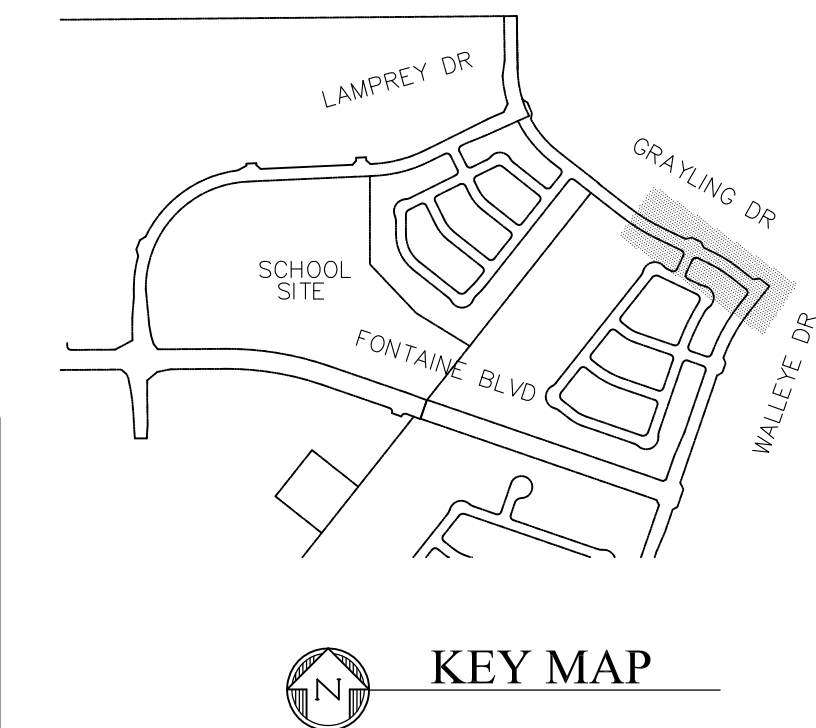 LAMPREY DR
GRAYLING DR
SCHOOL
SITE
FONTAINE BLVD
WALLEYE DR
N
KEY MAP